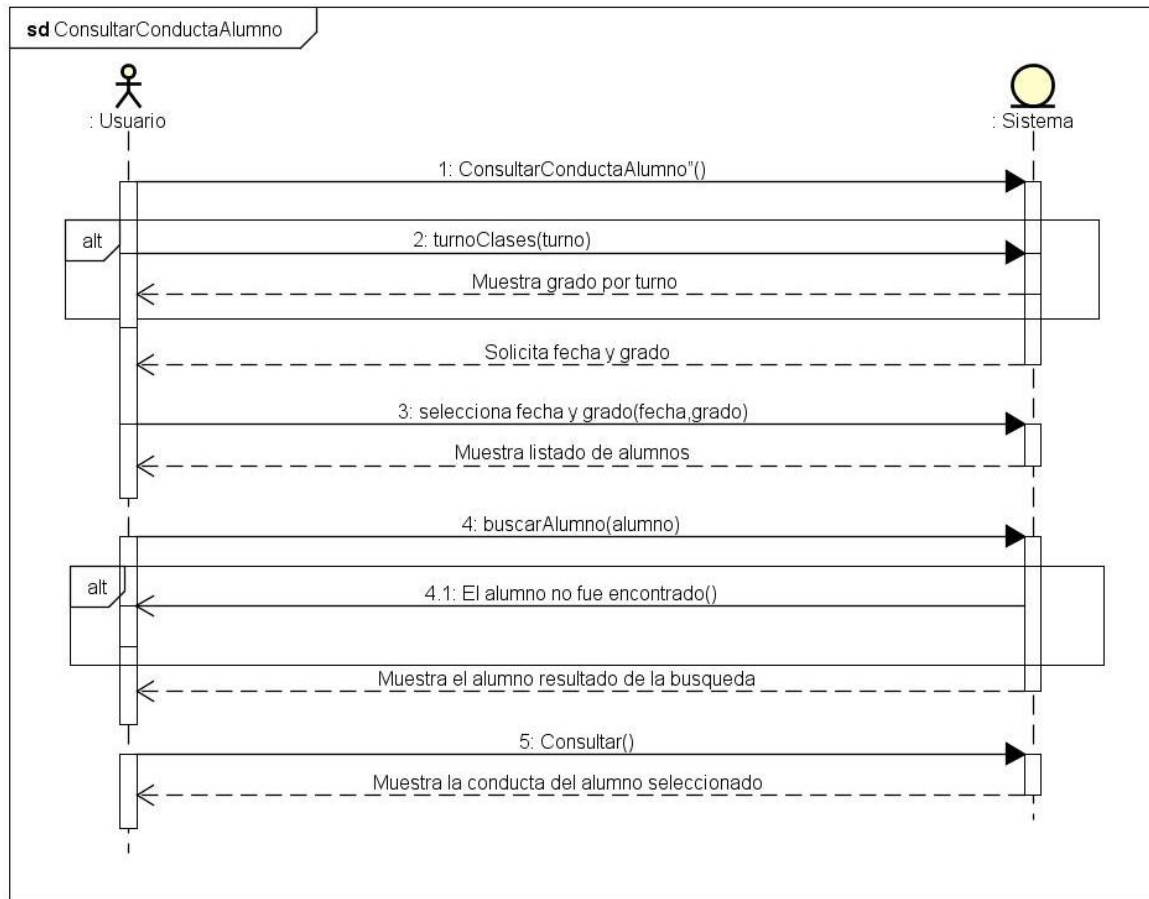 sd ConsultarConductaAlumno
: Usuario
: Sistema
1: ConsultarConductaAlumno"()
alt
2: turnoClases(turno)
Muestra grado por turno
Solicita fecha y grado
3: selecciona fecha y grado(fecha,grado)
Muestra listado de alumnos
4: buscarAlumno(alumno)
alt
4.1: El alumno no fue encontrado()
Muestra el alumno resultado de la busqueda
5: Consultar()
Muestra la conducta del alumno seleccionado